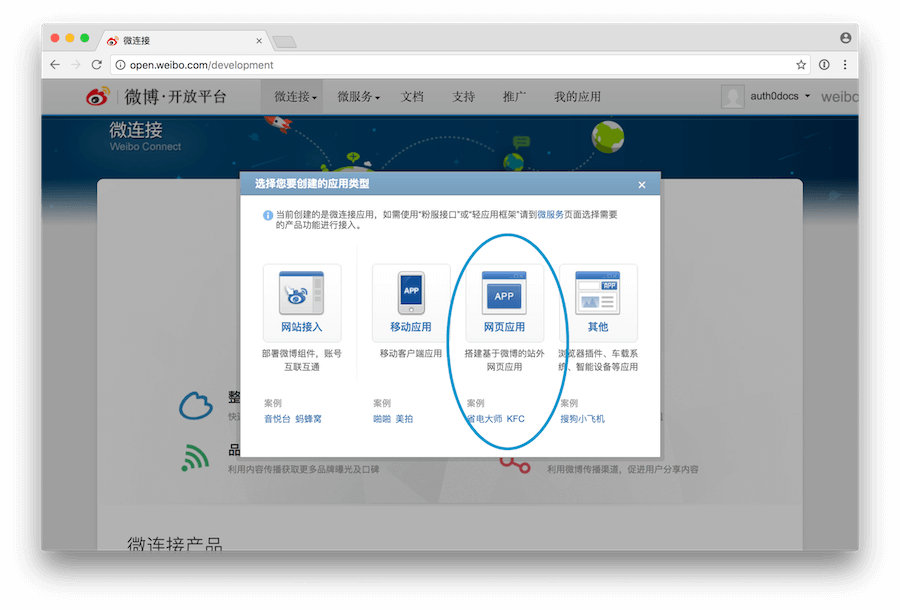 微连接
open.weibo.com/development
微博·开放平台
微连接
微服务
文档
支持
推广
我的应用
auth0docs
weibo
微连接
Weibo Connect
选择您要创建的应用类型
当前创建的是微连接应用，如需使用“粉服接口”或“轻应用框架”请到微服务页面选择需要
的产品功能进行接入。
APP
APP
APP
网站接入
移动应用
网页应用
其他
部署微博组件，账号
互联互通
移动客户端应用
搭建基于微博的站外
网页应用
浏览器插件、车载系
统、智能设备等应用
案例
音悦台 蚂蜂窝
案例
啪啪 美拍
案例
省电大师 KFC
案例
搜狗小飞机
整
品
利用内容传播获取更多品牌曝光及口碑
利用微博传播渠道，促进用户分享内容
微连接产品